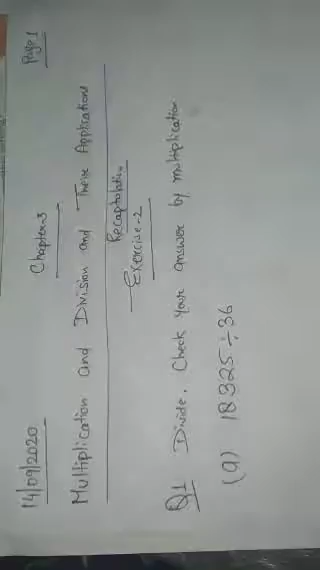 14/09/2020
Chapter-3
Page 1
Multiplication and Division and Their Applications
Recaptulation
Exercise-2
Q1 Divide. Check your answer by multiplication
(a) 18325÷36